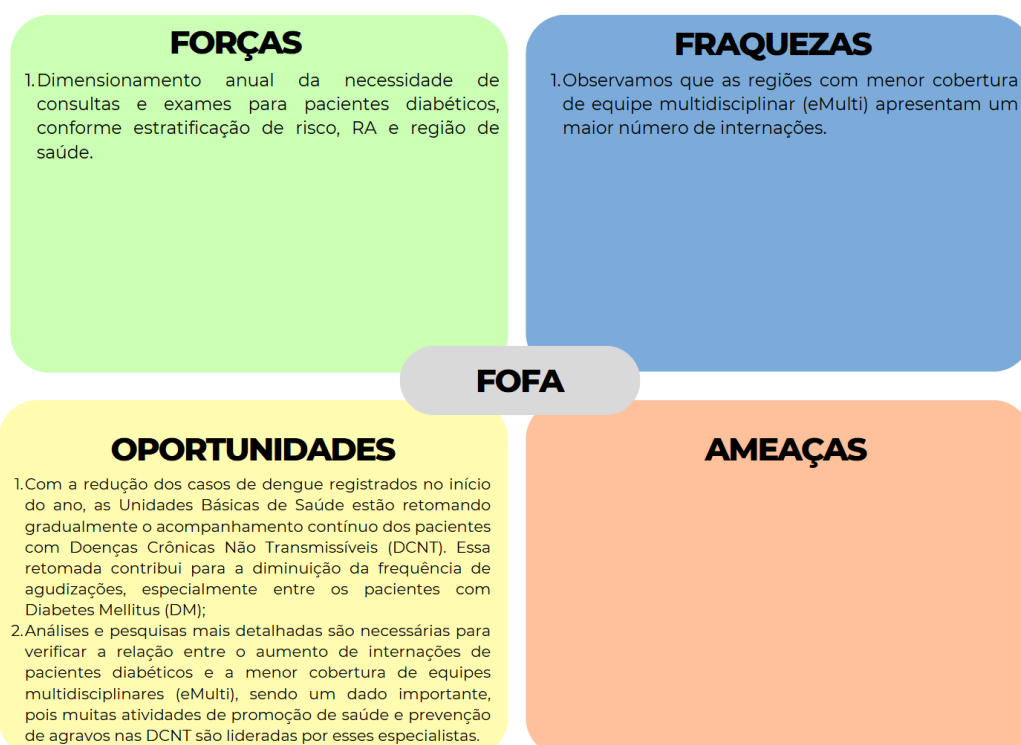 FORÇAS
1.Dimensionamento anual da necessidade de
consultas e exames para pacientes diabéticos,
conforme estratificação de risco, RA e região de
saúde.
FRAQUEZAS
1.Observamos que as regiões com menor cobertura
de equipe multidisciplinar (eMulti) apresentam um
maior número de internações.
FOFA
OPORTUNIDADES
1.Com a redução dos casos de dengue registrados no início
do ano, as Unidades Básicas de Saúde estão retomando
gradualmente o acompanhamento contínuo dos pacientes
com Doenças Crônicas Não Transmissíveis (DCNT). Essa
retomada contribui para a diminuição da frequência de
agudizações, especialmente entre os pacientes com
Diabetes Mellitus (DM);
2.Análises e pesquisas mais detalhadas são necessárias para
verificar a relação entre o aumento de internações de
pacientes diabéticos e a menor cobertura de equipes
multidisciplinares (eMulti), sendo um dado importante,
pois muitas atividades de promoção de saúde e prevenção
de agravos nas DCNT são lideradas por esses especialistas.
AMEAÇAS